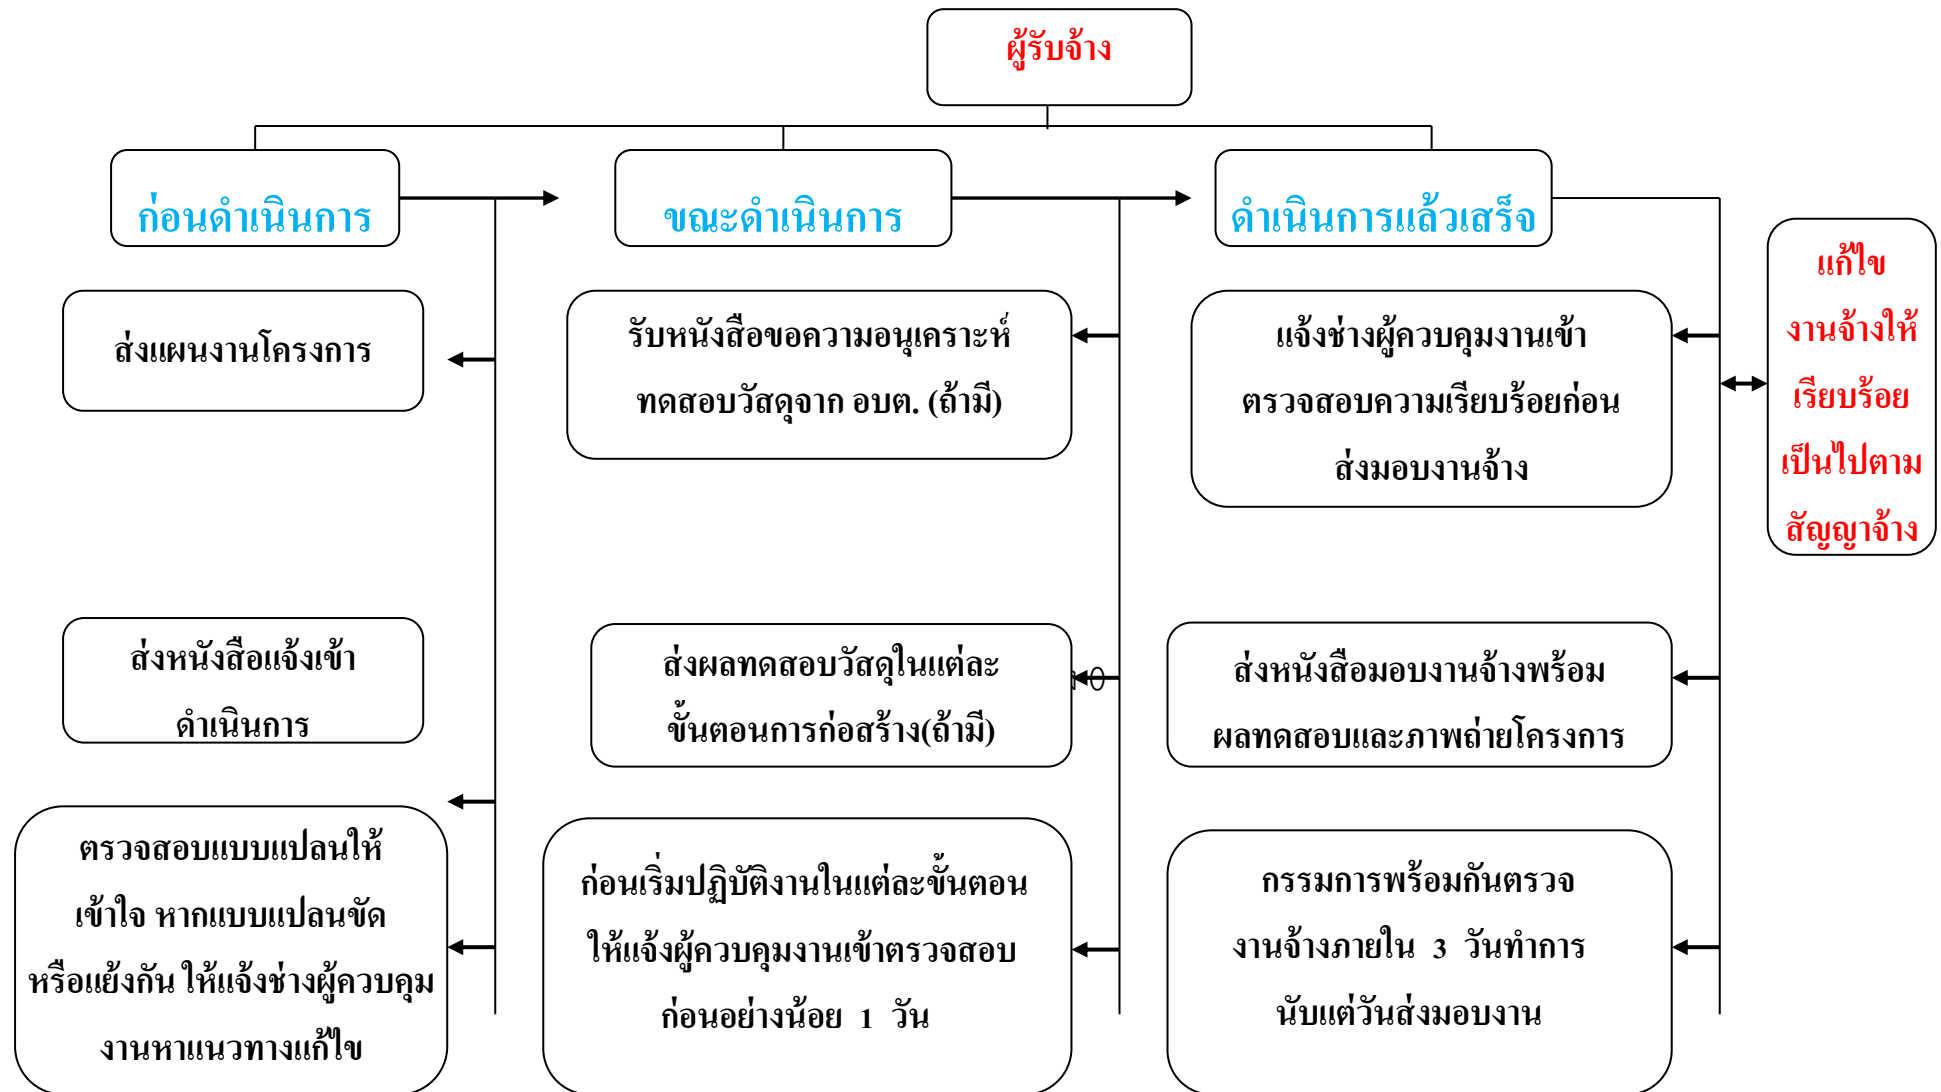 ผู้รับจ้าง
ก่อนดำเนินการ
ขณะดำเนินการ
ดำเนินการแล้วเสร็จ
ส่งแผนงานโครงการ
ส่งหนังสือแจ้งเข้า
ดำเนินการ
ตรวจสอบแบบแปลนให้
เข้าใจ หากแบบแปลนขัด
หรือแย้งกัน ให้แจ้งช่างผู้ควบคุม
งานหาแนวทางแก้ไข
รับหนังสือขอความอนุเคราะห์
ทดสอบวัสดุจาก อบต. (ถ้ามี)
ส่งผลทดสอบวัสดุในแต่ละ
ขั้นตอนการก่อสร้าง(ถ้ามี)
ก่อนเริ่มปฏิบัติงานในแต่ละขั้นตอน
ให้แจ้งผู้ควบคุมงานเข้าตรวจสอบ
ก่อนอย่างน้อย 1 วัน
แจ้งช่างผู้ควบคุมงานเข้า
ตรวจสอบความเรียบร้อยก่อน
ส่งมอบงานจ้าง
ส่งหนังสือมอบงานจ้างพร้อม
ผลทดสอบและภาพถ่ายโครงการ
กรรมการพร้อมกันตรวจ
งานจ้างภายใน 3 วันทำการ
นับแต่วันส่งมอบงาน
แก้ไข
งานจ้างให้
เรียบร้อย
เป็นไปตาม
สัญญาจ้าง